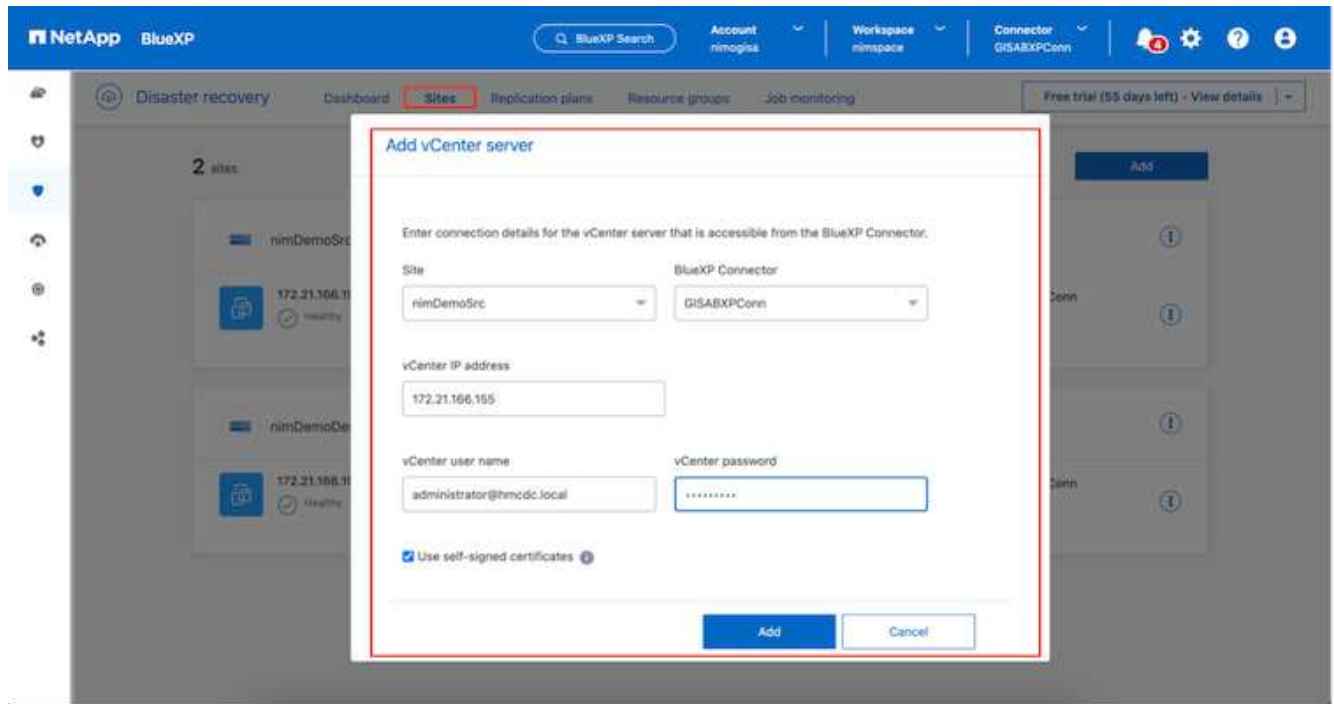 NetApp BlueXP BlueXP Search Account Workspace Connector
nimogisa nimspace GISABXPConn 4
Disaster recovery Dashboard Sites Replication plans Resource groups Job monitoring Free trial (55 days left) - View details
Add vCenter server
2 sites Add
Enter connection details for the vCenter server that is accessible from the BlueXP Connector.
nimDemoSrc
Site BlueXP Connector
nimDemoSrc GISABXPConn
172.21.166.1 Conn
Healthy
vCenter IP address
172.21.166.155
nimDemoDe
vCenter user name vCenter password
172.21.166.1 Conn
administrator@hmcdc.local ·········
Healthy
Use self-signed certificates
Add Cancel